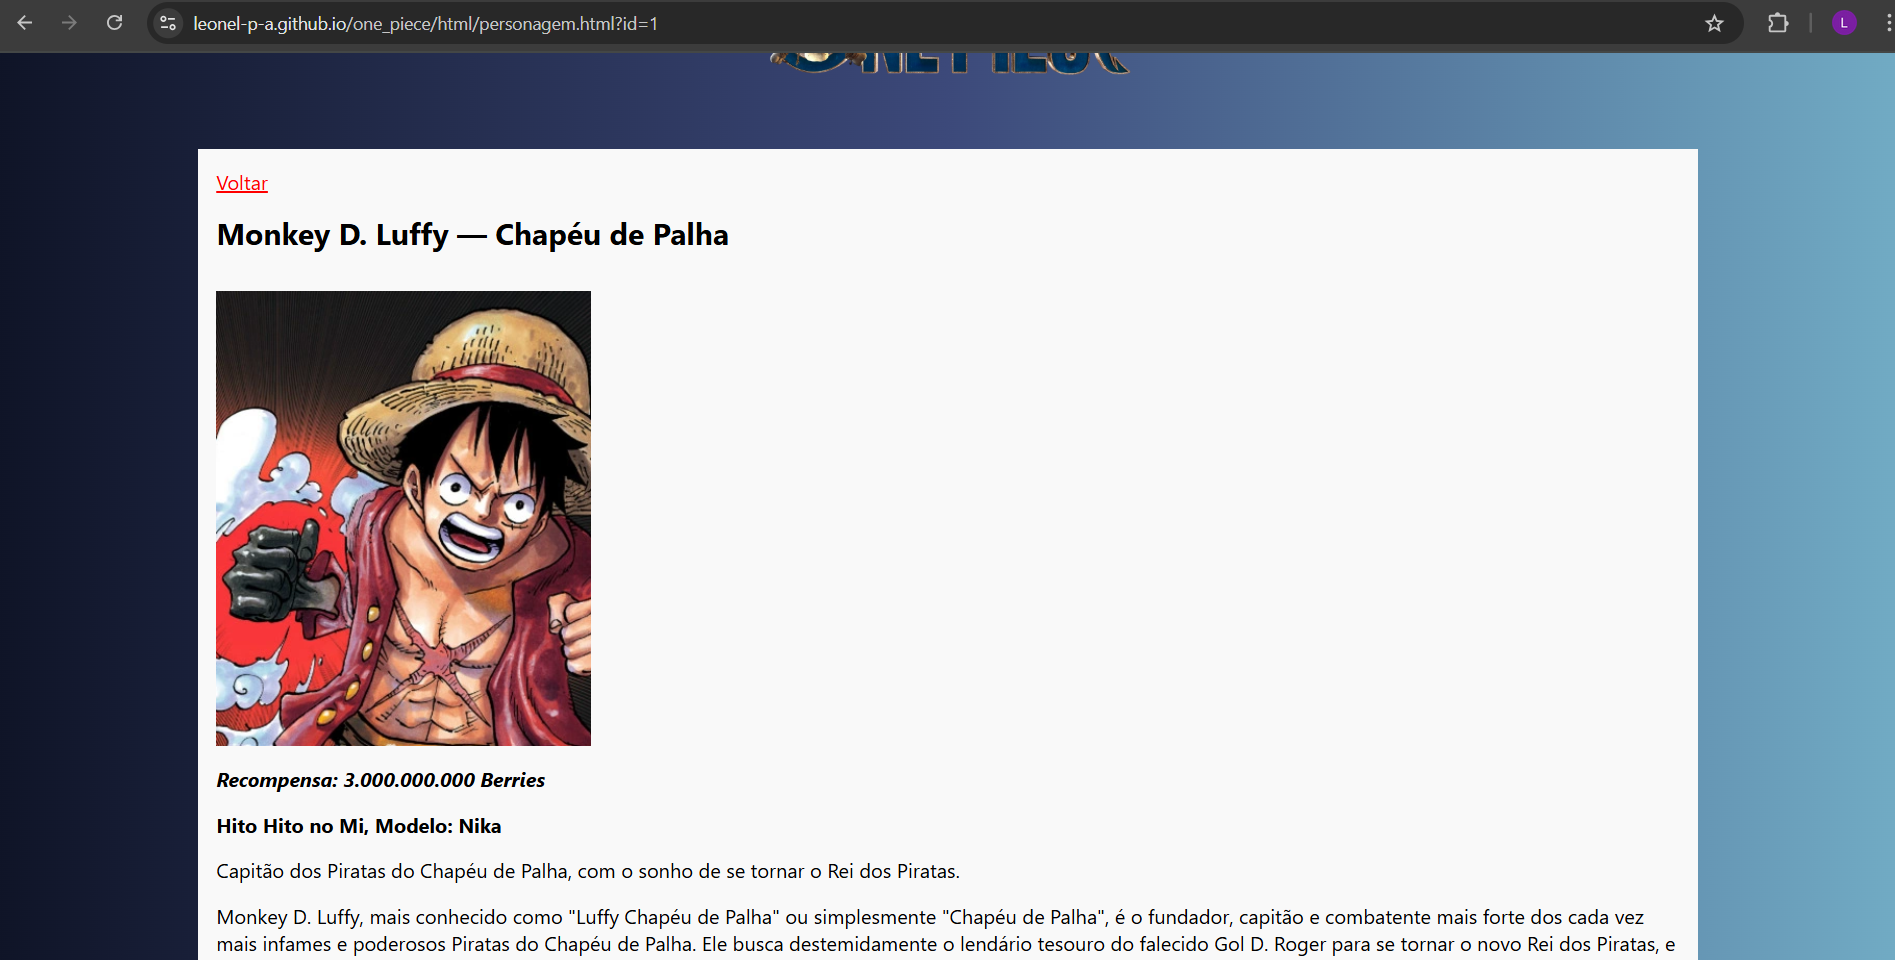 leonel-p-a.github.io/one_piece/html/personagem.html?id=1
L
Voltar
Monkey D. Luffy — Chapéu de Palha
Recompensa: 3.000.000.000 Berries
Hito Hito no Mi, Modelo: Nika
Capitão dos Piratas do Chapéu de Palha, com o sonho de se tornar o Rei dos Piratas.
Monkey D. Luffy, mais conhecido como "Luffy Chapéu de Palha" ou simplesmente "Chapéu de Palha", é o fundador, capitão e combatente mais forte dos cada vez
mais infames e poderosos Piratas do Chapéu de Palha. Ele busca destemidamente o lendário tesouro do falecido Gol D. Roger para se tornar o novo Rei dos Piratas, e